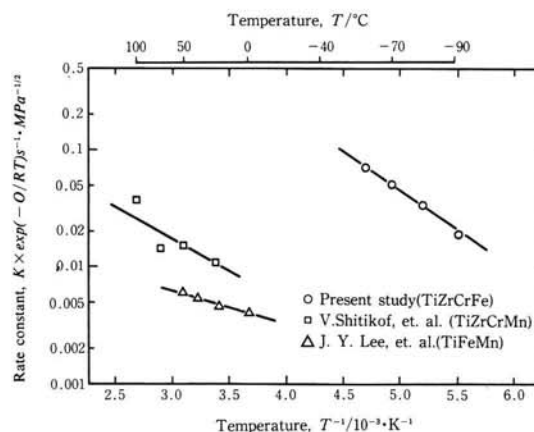 Temperature, T/°C
100 50 0 −40 −70 −90
0.5
0.2
0.1
0.05
0.01
0.005
0.002
0.001
Rate constant, K×exp(−O/RT)s⁻¹·MPa⁻¹/²
○ Present study(TiZrCrFe)
□ V.Shitikof, et. al. (TiZrCrMn)
△ J. Y. Lee, et. al.(TiFeMn)
2.5 3.0 3.5 4.0 4.5 5.0 5.5 6.0
Temperature, T⁻¹/10⁻³·K⁻¹